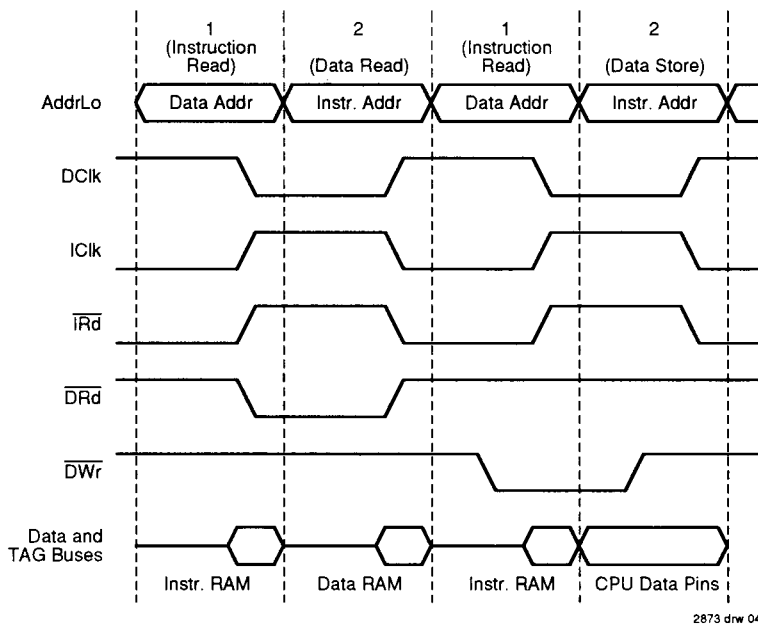 1
(Instruction
Read)
2
(Data Read)
1
(Instruction
Read)
2
(Data Store)
AddrLo
Data Addr
Instr. Addr
Data Addr
Instr. Addr
DClk
IClk
IRd
DRd
DWr
Data and
TAG Buses
Instr. RAM
Data RAM
Instr. RAM
CPU Data Pins
2873 drw 04